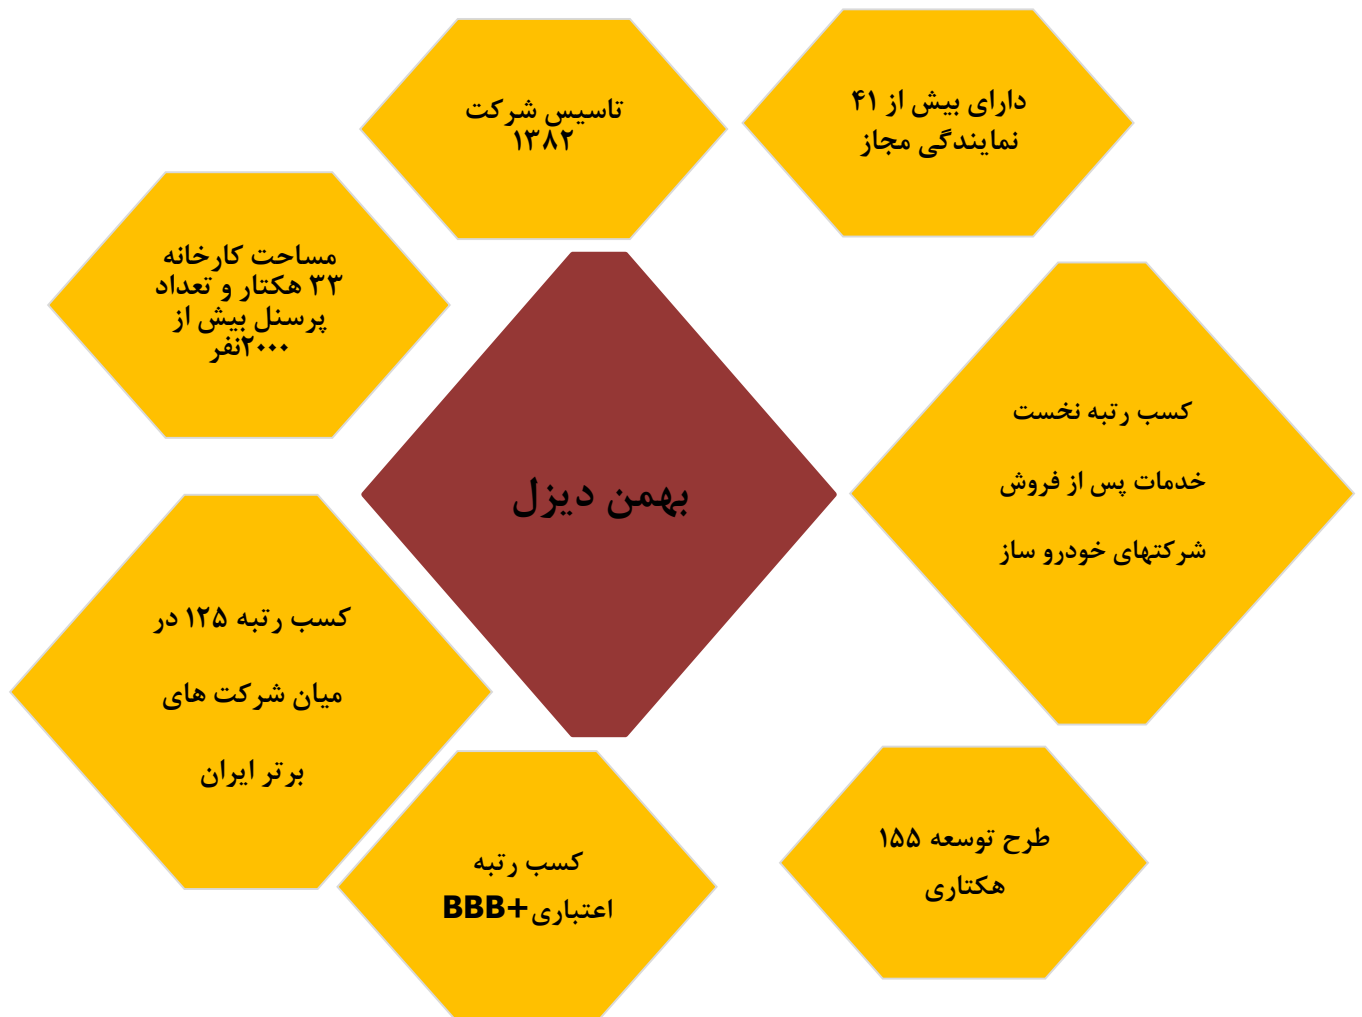 دارای بیش از ۴۱
نمایندگی مجاز
تاسیس شرکت
۱۳۸۲
مساحت کارخانه
۳۳ هکتار و تعداد
پرسنل بیش از
۲۰۰۰نفر
کسب رتبه نخست
خدمات پس از فروش
شرکتهای خودرو ساز
بهمن دیزل
کسب رتبه ۱۲۵ در
میان شرکت های
برتر ایران
کسب رتبه
اعتباری+BBB
طرح توسعه ۱۵۵
هکتاری